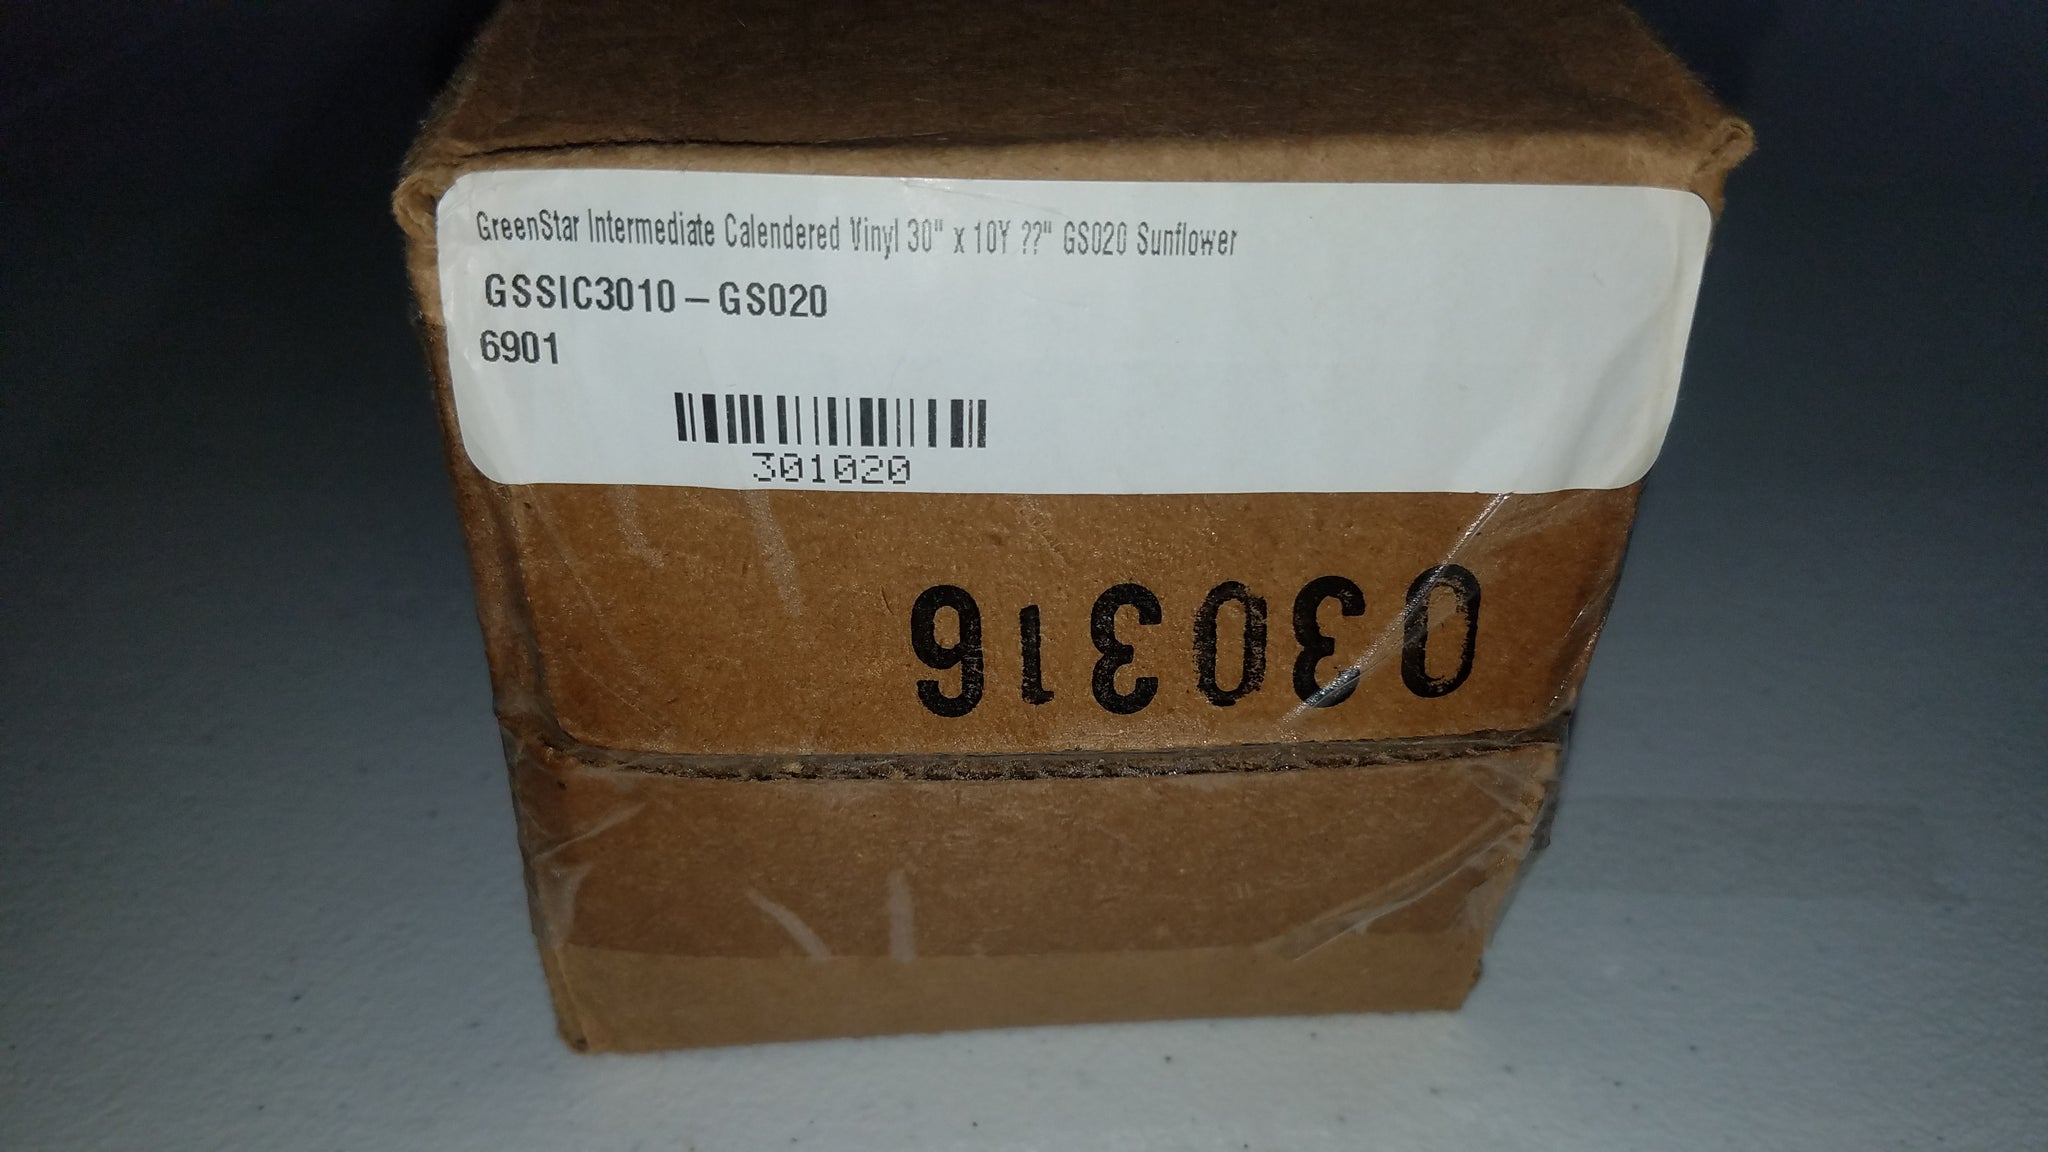 GreenStar Intermediate Calendered Vinyl 30" x 10Y ??" GS020 Sunflower
GSSIC3010-GS020
6901
301020
030316